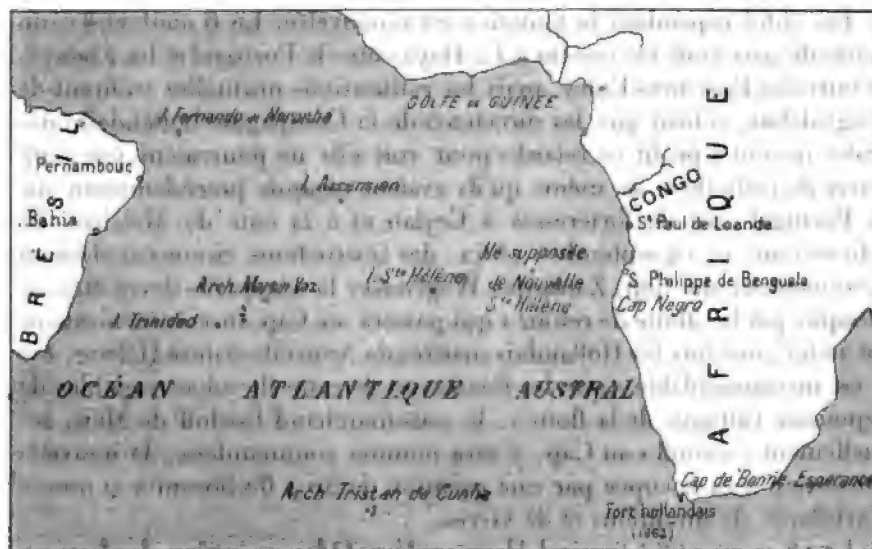 GOLFE DE GUINÉE
I. Fernando de Noronha
BRÉSIL
Pernambouc
I. Ascension
CONGO
AFRIQUE
Bahia
St Paul de Loanda
Ile supposée
de Nouvelle
Ste Hélène
I. Ste Hélène
Arch. Martin Vaz
S. Philippe de Benguela
Cap Negro
I. Trinidad
OCÉAN ATLANTIQUE AUSTRAL
Arch. Tristan da Cunha
Cap de Bonne-Espérance
Fort hollandais